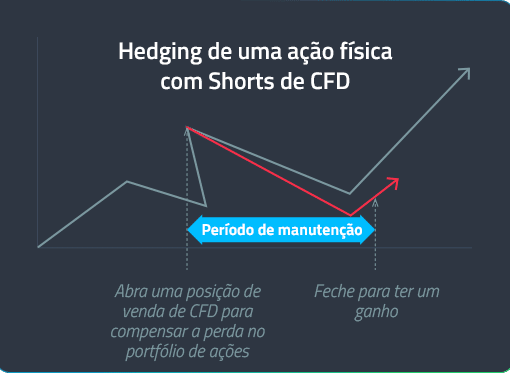 Hedging de uma ação física
com Shorts de CFD
Período de manutenção
Abra uma posição de
venda de CFD para
compensar a perda no
portfólio de ações
Feche para ter um
ganho